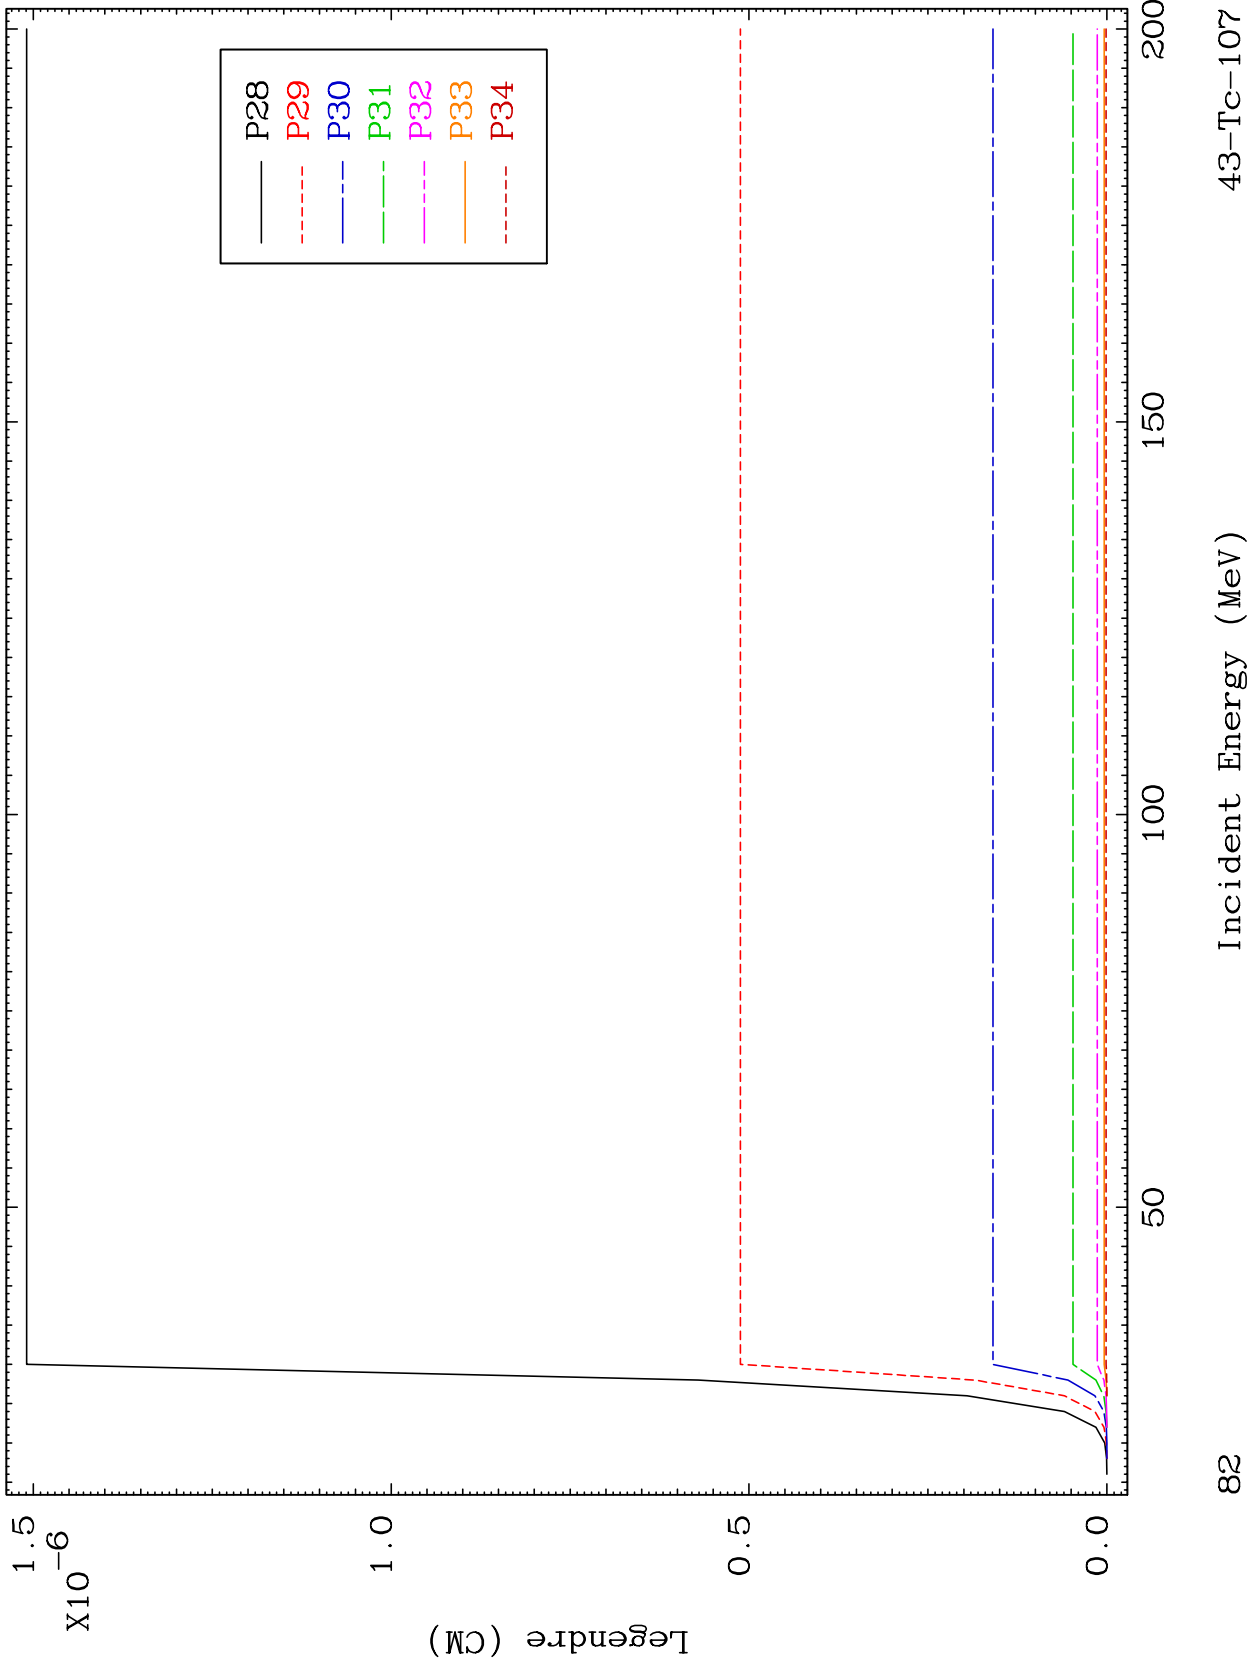 1.5
X10^-6
1.0
0.5
0.0
Legendre (CM)
P28
P29
P30
P31
P32
P33
P34
50
100
150
200
Incident Energy (MeV)
82
43-Tc-107